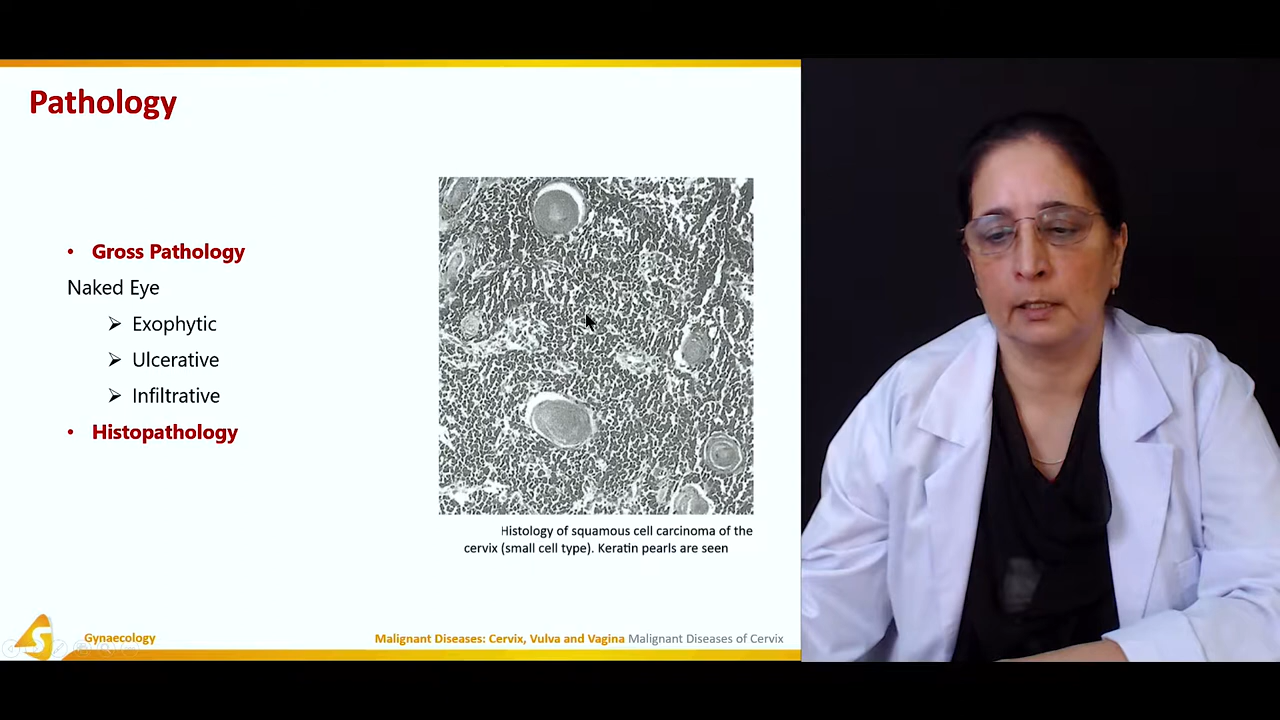 Pathology
• Gross Pathology
Naked Eye
➢ Exophytic
➢ Ulcerative
➢ Infiltrative
• Histopathology
Histology of squamous cell carcinoma of the
cervix (small cell type). Keratin pearls are seen
S
Gynaecology
Malignant Diseases: Cervix, Vulva and Vagina Malignant Diseases of Cervix